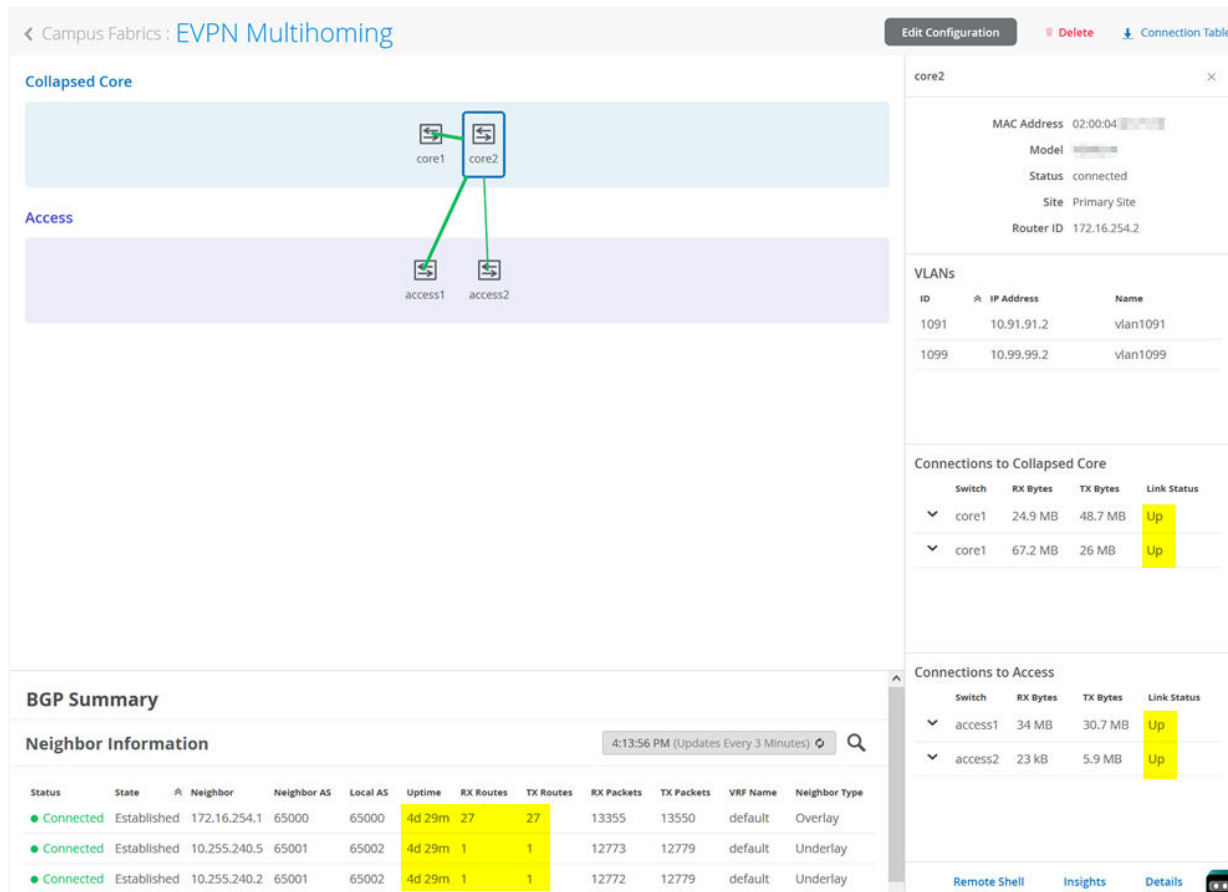 Campus Fabrics : EVPN Multihoming
Edit Configuration
Delete
Connection Table
Collapsed Core
core1
core2
Access
access1
access2
core2
MAC Address 02:00:04
Model
Status connected
Site Primary Site
Router ID 172.16.254.2
VLANs
ID IP Address Name
1091 10.91.91.2 vlan1091
1099 10.99.99.2 vlan1099
Connections to Collapsed Core
Switch RX Bytes TX Bytes Link Status
core1 24.9 MB 48.7 MB Up
core1 67.2 MB 26 MB Up
Connections to Access
Switch RX Bytes TX Bytes Link Status
access1 34 MB 30.7 MB Up
access2 23 kB 5.9 MB Up
Remote Shell Insights Details
BGP Summary
Neighbor Information
4:13:56 PM (Updates Every 3 Minutes)
Status State Neighbor Neighbor AS Local AS Uptime RX Routes TX Routes RX Packets TX Packets VRF Name Neighbor Type
Connected Established 172.16.254.1 65000 65000 4d 29m 27 27 13355 13550 default Overlay
Connected Established 10.255.240.5 65001 65002 4d 29m 1 1 12773 12779 default Underlay
Connected Established 10.255.240.2 65001 65002 4d 29m 1 1 12772 12779 default Underlay